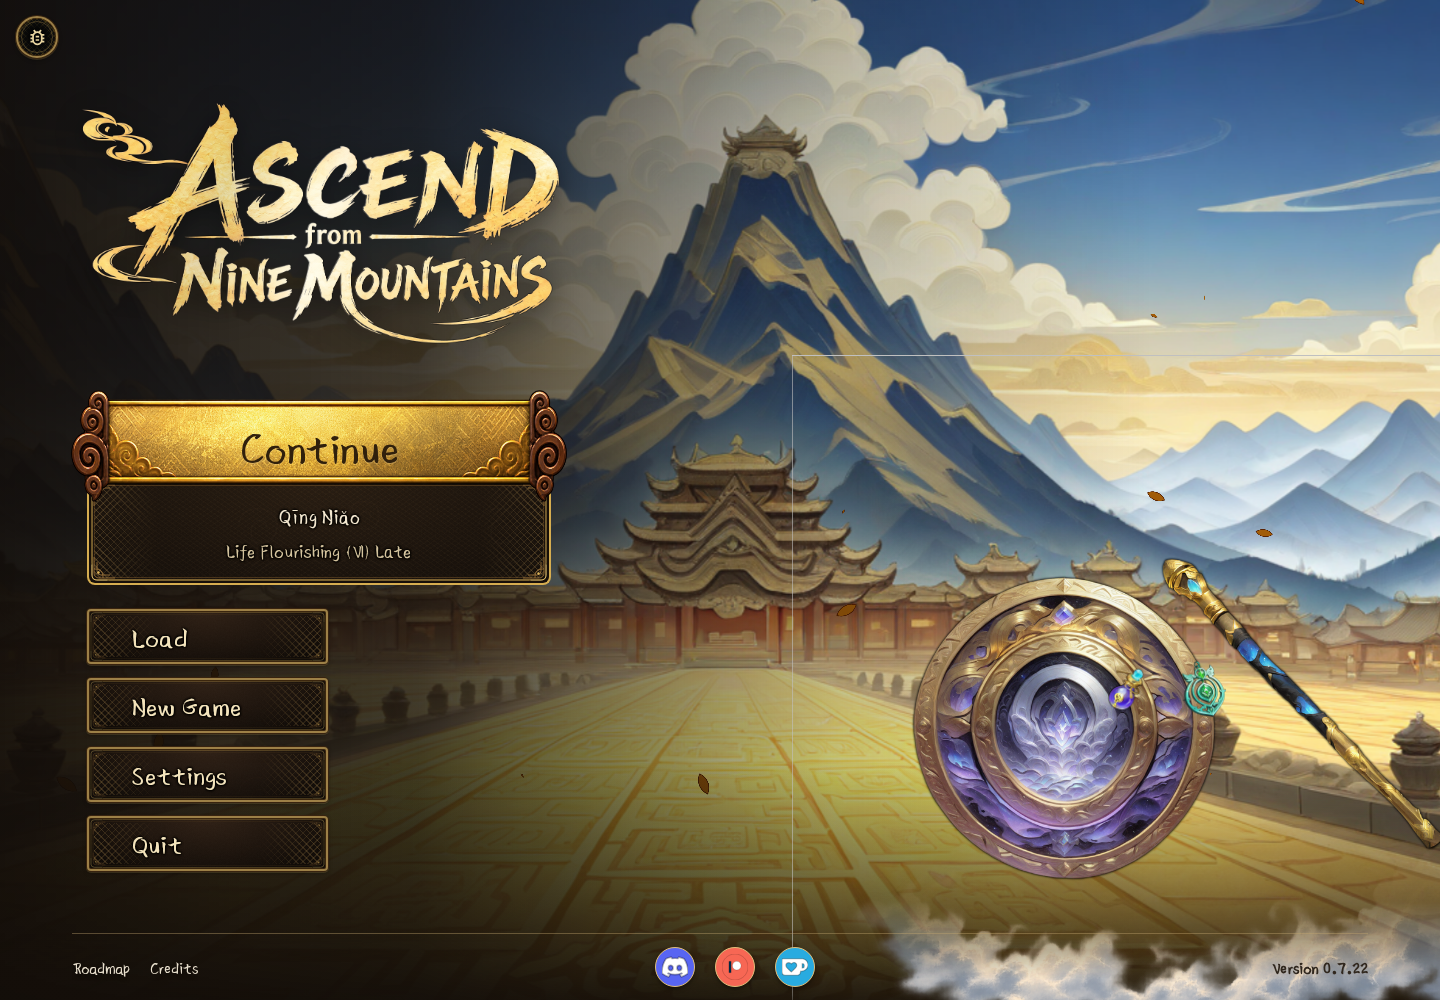 ASCEND
from
NINE MOUNTAINS
Continue
Qīng Niǎo
Life Flourishing (VI) Late
Load
New Game
Settings
Quit
Roadmap Credits
Version 0.7.22